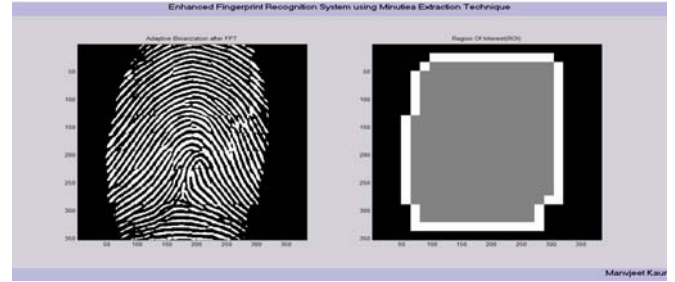 Enhanced Fingerprint Recognition System using Minutiea Extraction Technique
Adaptive Binarization after FFT
Region Of Interest(ROI)
50
100
150
200
250
300
350
50 100 150 200 250 300 350
50
100
150
200
250
300
350
50 100 150 200 250 300 350
Manvjeet Kaur